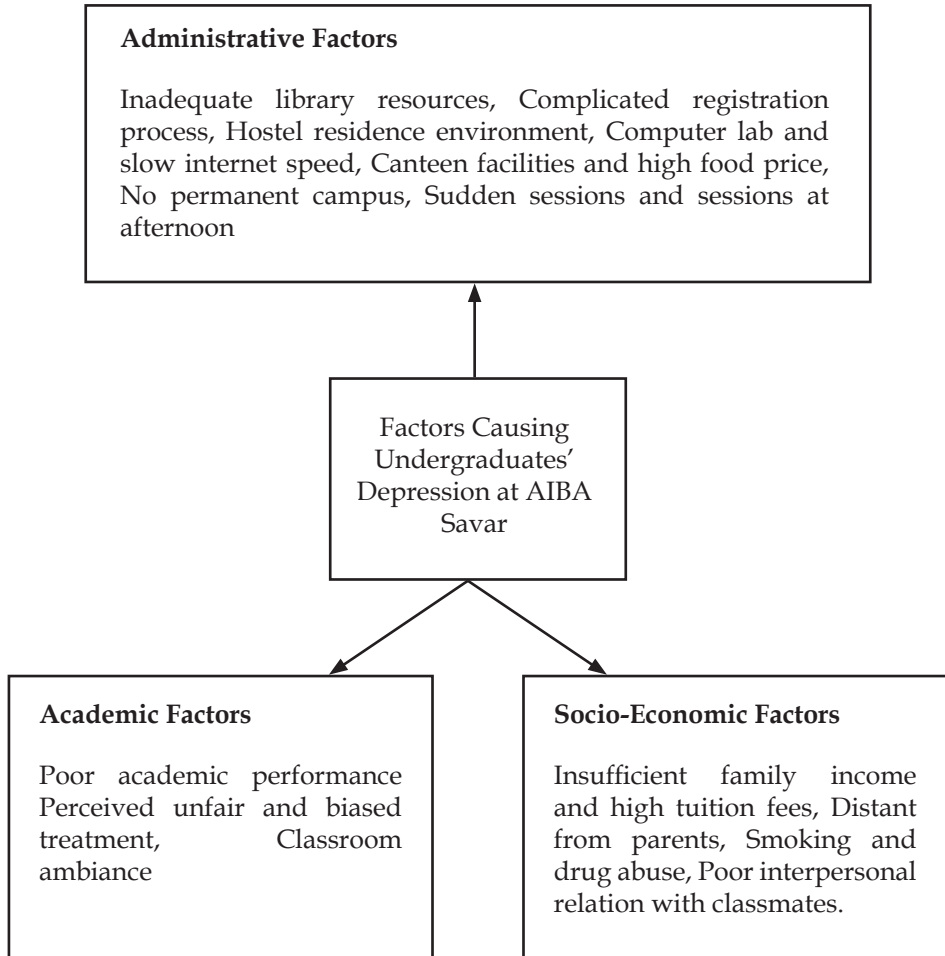 Administrative Factors
Inadequate library resources, Complicated registration
process, Hostel residence environment, Computer lab and
slow internet speed, Canteen facilities and high food price,
No permanent campus, Sudden sessions and sessions at
afternoon
Factors Causing
Undergraduates’
Depression at AIBA
Savar
Academic Factors
Poor academic performance
Perceived unfair and biased
treatment, Classroom
ambiance
Socio-Economic Factors
Insufficient family income
and high tuition fees, Distant
from parents, Smoking and
drug abuse, Poor interpersonal
relation with classmates.